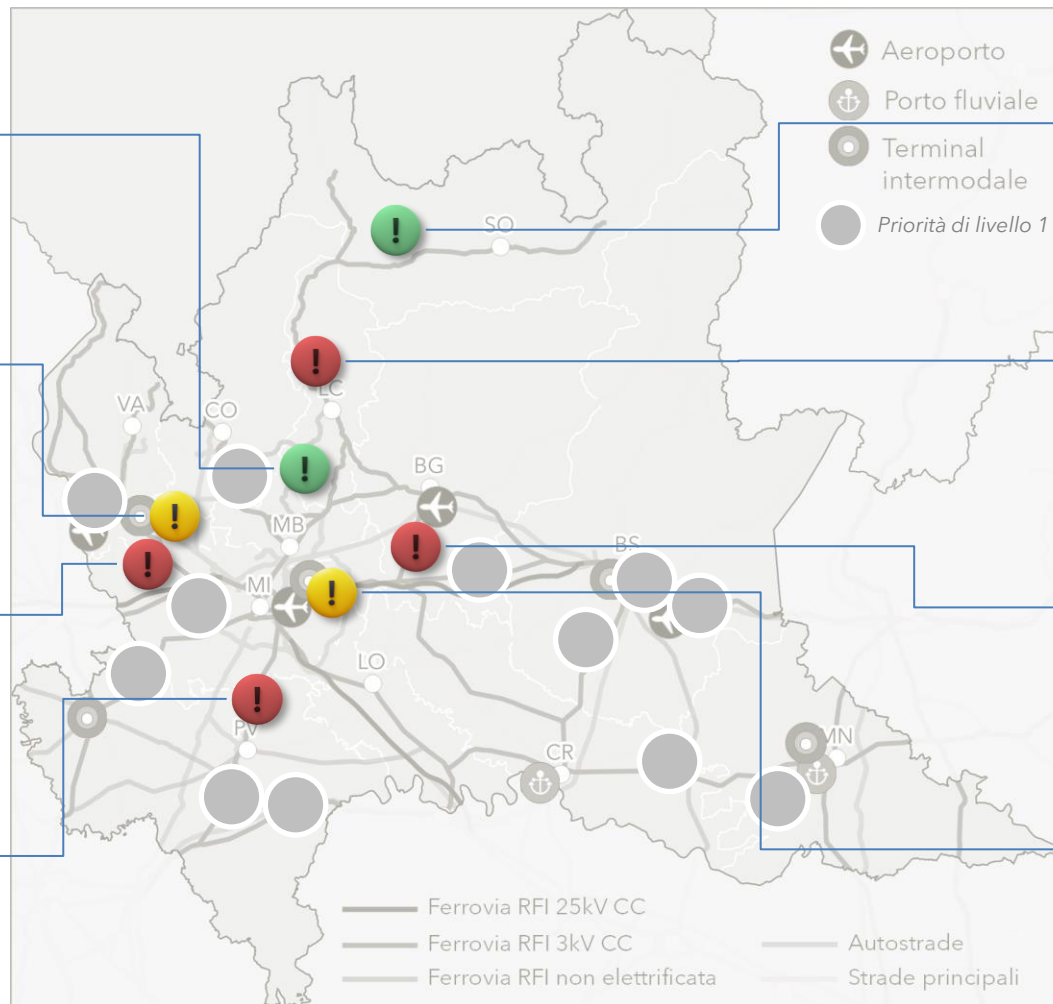 Aeroporto
Porto fluviale
Terminal
intermodale
Priorità di livello 1
!
SO
!
LC
VA
CO
!
BG
!
MB
!
BS
!
MI
!
LO
!
PV
CR
MN
Ferrovia RFI 25kV CC
Ferrovia RFI 3kV CC
Autostrade
Ferrovia RFI non elettrificata
Strade principali